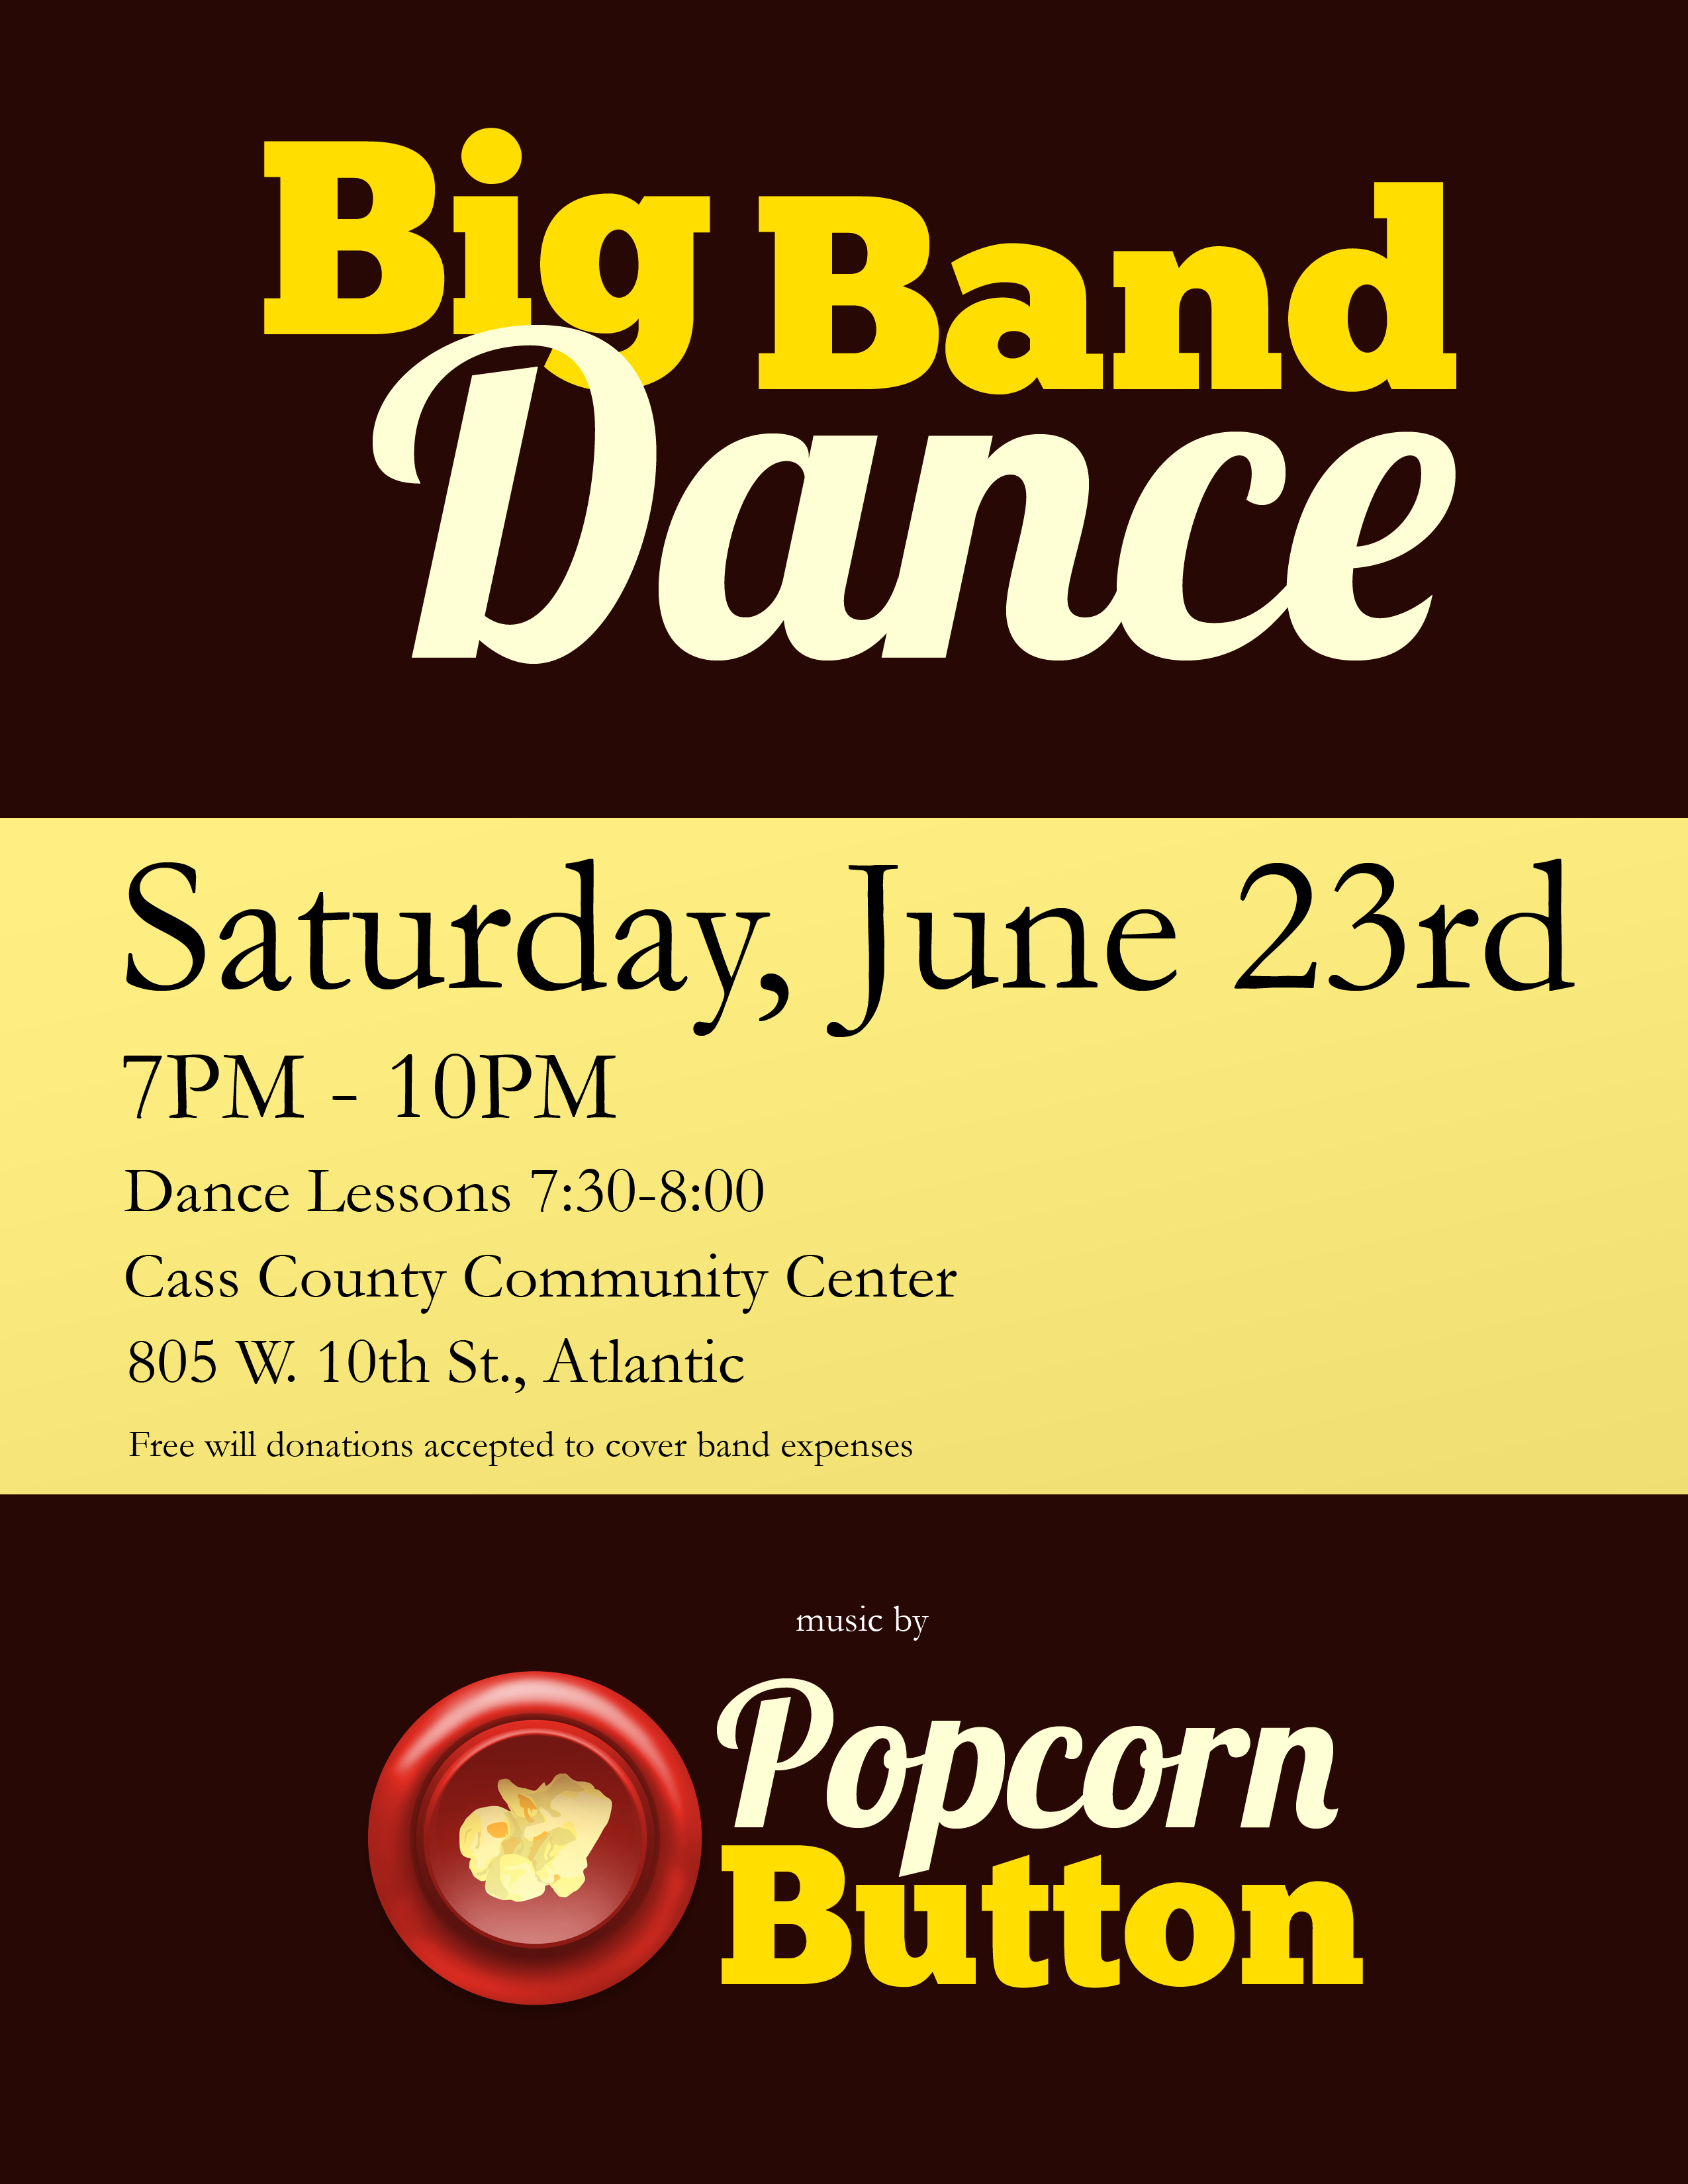 Big Band
Dance
Saturday, June 23rd
7PM - 10PM
Dance Lessons 7:30-8:00
Cass County Community Center
805 W. 10th St., Atlantic
Free will donations accepted to cover band expenses
music by
Popcorn
Button